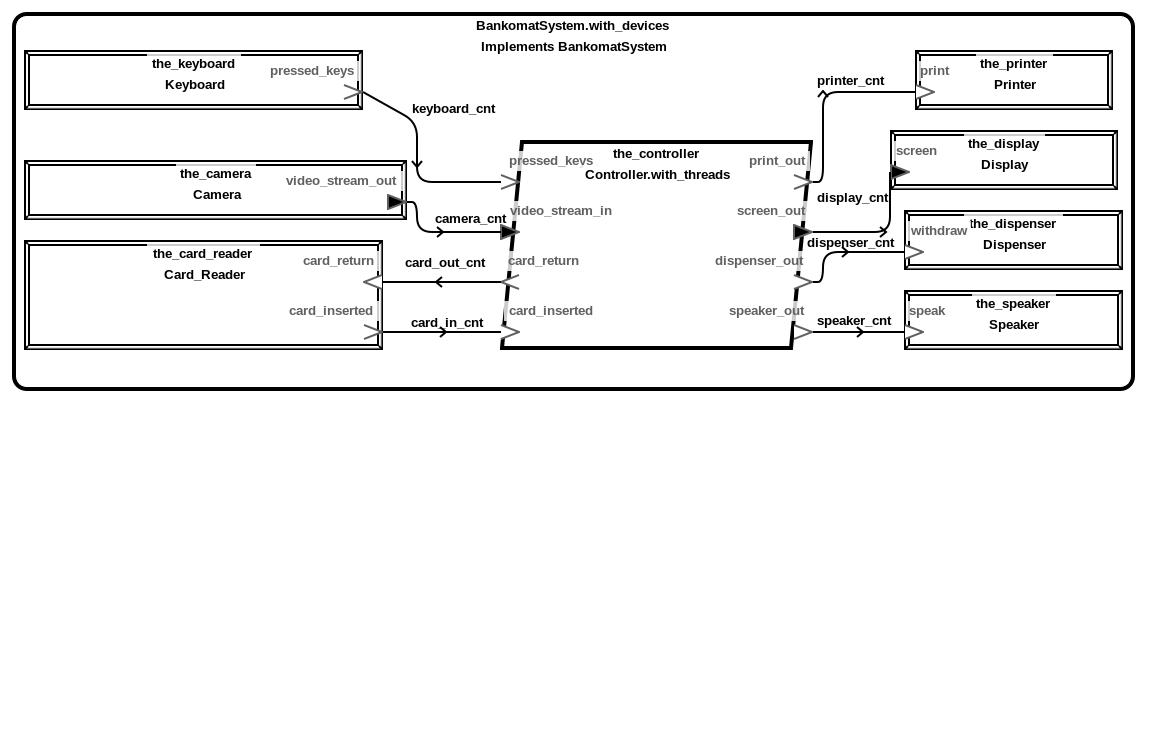 BankomatSystem.with_devices
Implements BankomatSystem
the_keyboard
Keyboard
pressed_keys
keyboard_cnt
the_camera
Camera
video_stream_out
camera_cnt
the_card_reader
Card_Reader
card_return
card_inserted
card_out_cnt
card_in_cnt
the_controller
Controller.with_threads
pressed_keys
video_stream_in
card_return
card_inserted
print_out
screen_out
dispenser_out
speaker_out
printer_cnt
display_cnt
dispenser_cnt
speaker_cnt
print
the_printer
Printer
screen
the_display
Display
withdraw
the_dispenser
Dispenser
speak
the_speaker
Speaker